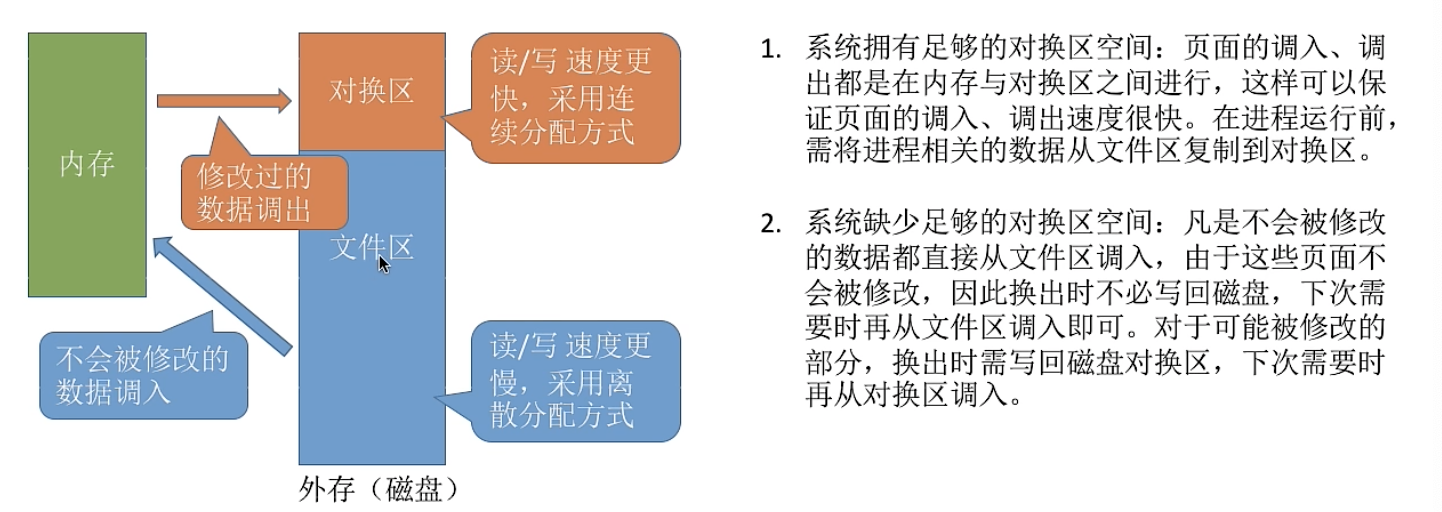 内存
对换区
读/写 速度更
快，采用连
续分配方式
修改过的
数据调出
文件区
不会被修改的
数据调入
读/写 速度更
慢，采用离
散分配方式
外存（磁盘）
1. 系统拥有足够的对换区空间：页面的调入、调
出都是在内存与对换区之间进行，这样可以保
证页面的调入、调出速度很快。在进程运行前，
需将进程相关的数据从文件区复制到对换区。
2. 系统缺少足够的对换区空间：凡是不会被修改
的数据都直接从文件区调入，由于这些页面不
会被修改，因此换出时不必写回磁盘，下次需
要时再从文件区调入即可。对于可能被修改的
部分，换出时需写回磁盘对换区，下次需要时
再从对换区调入。